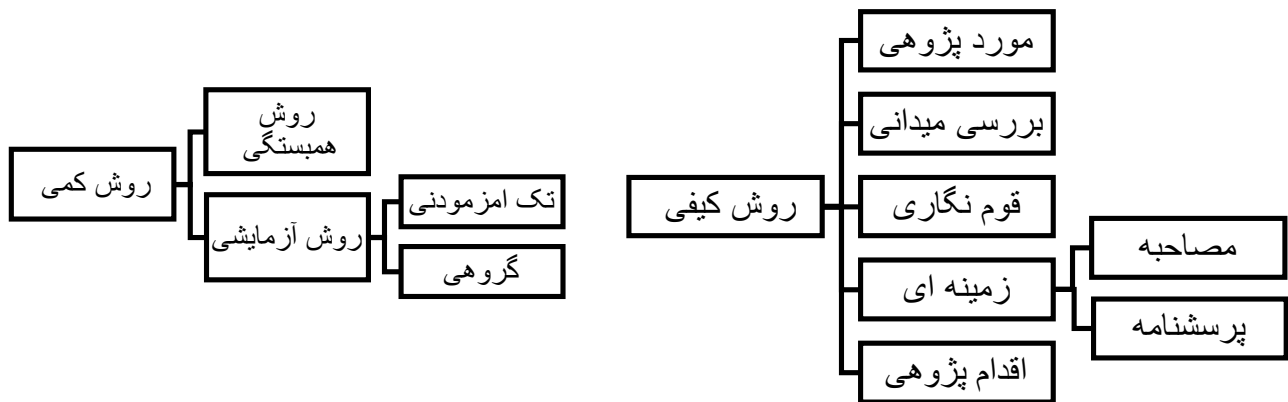 روش کمی
روش
همبستگی
روش آزمایشی
تک امزمودنی
گروهی
روش کیفی
مورد پژوهی
بررسی میدانی
قوم نگاری
زمینه ای
مصاحبه
پرسشنامه
اقدام پژوهی